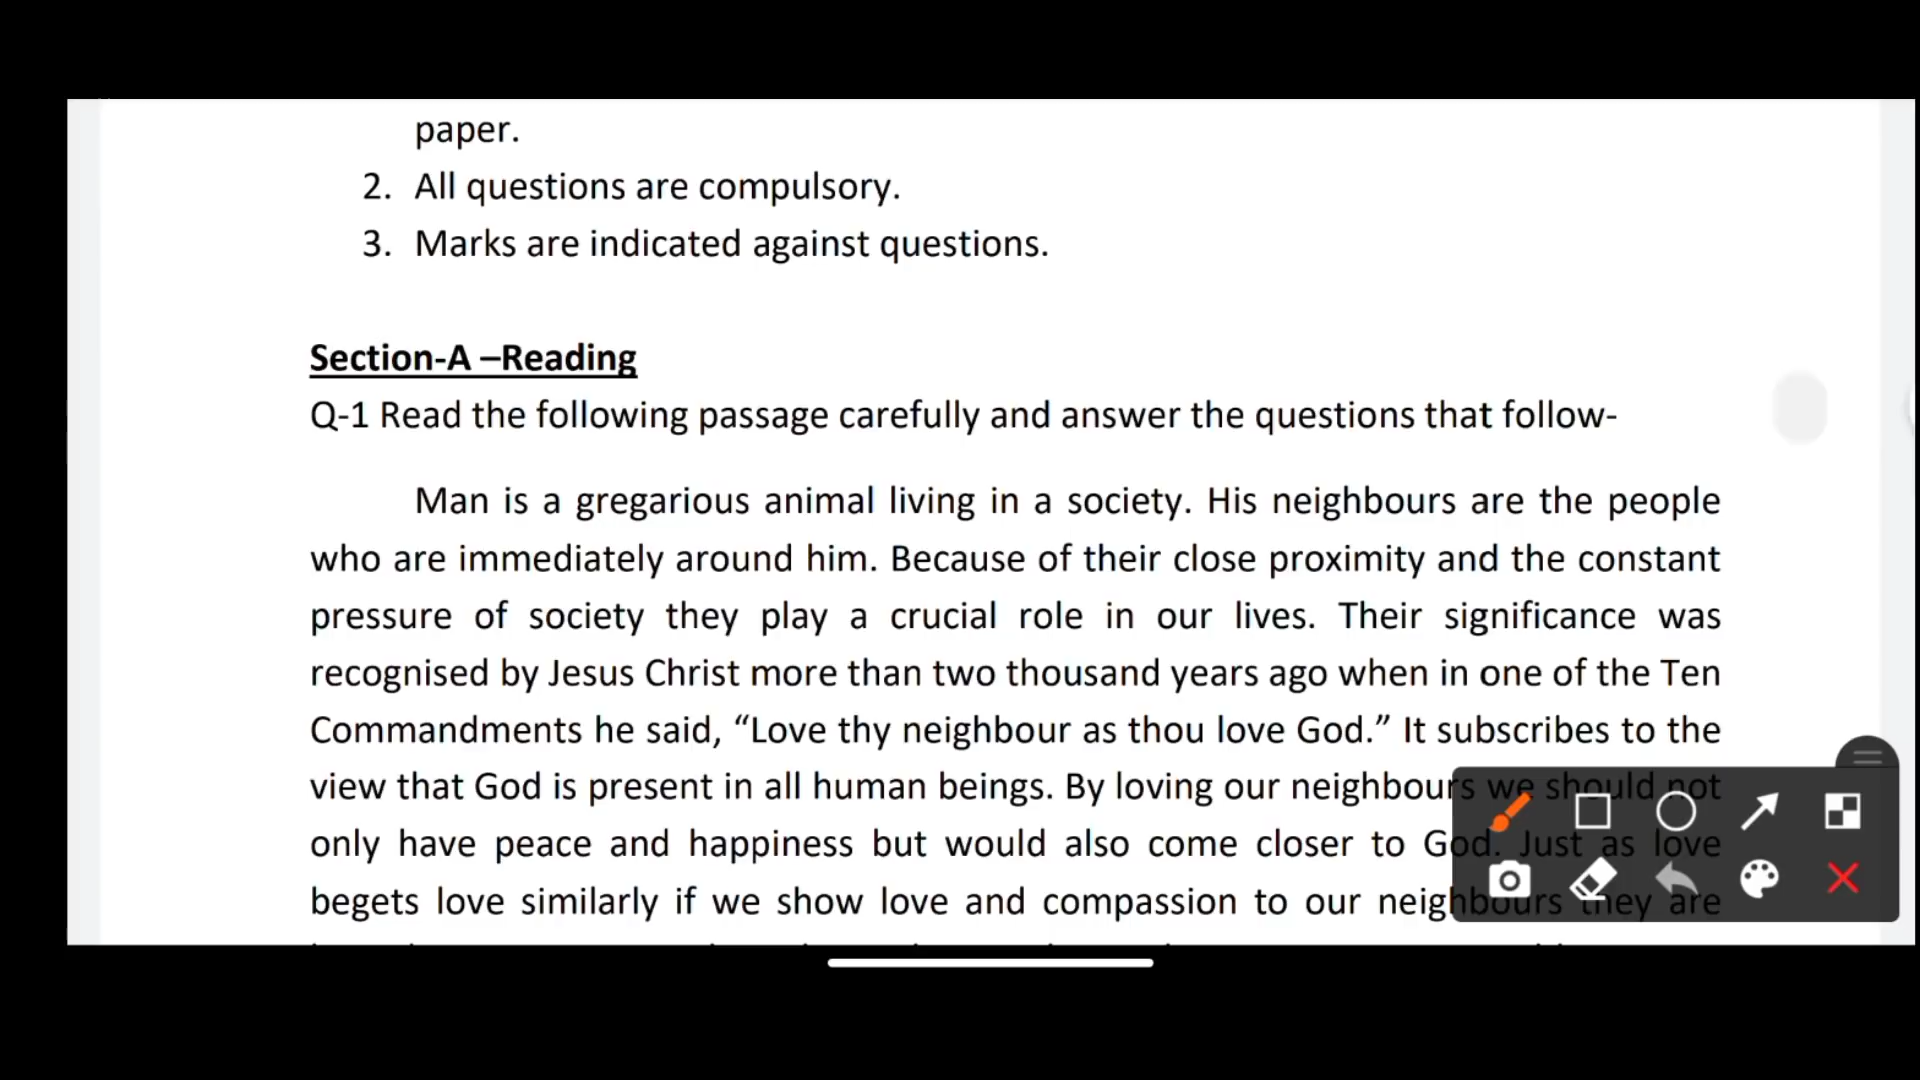 paper.
2. All questions are compulsory.
3. Marks are indicated against questions.
Section-A –Reading
Q-1 Read the following passage carefully and answer the questions that follow-
Man is a gregarious animal living in a society. His neighbours are the people
who are immediately around him. Because of their close proximity and the constant
pressure of society they play a crucial role in our lives. Their significance was
recognised by Jesus Christ more than two thousand years ago when in one of the Ten
Commandments he said, “Love thy neighbour as thou love God.” It subscribes to the
view that God is present in all human beings. By loving our neighbours we should not
only have peace and happiness but would also come closer to God. Just as love
begets love similarly if we show love and compassion to our neighbours they are